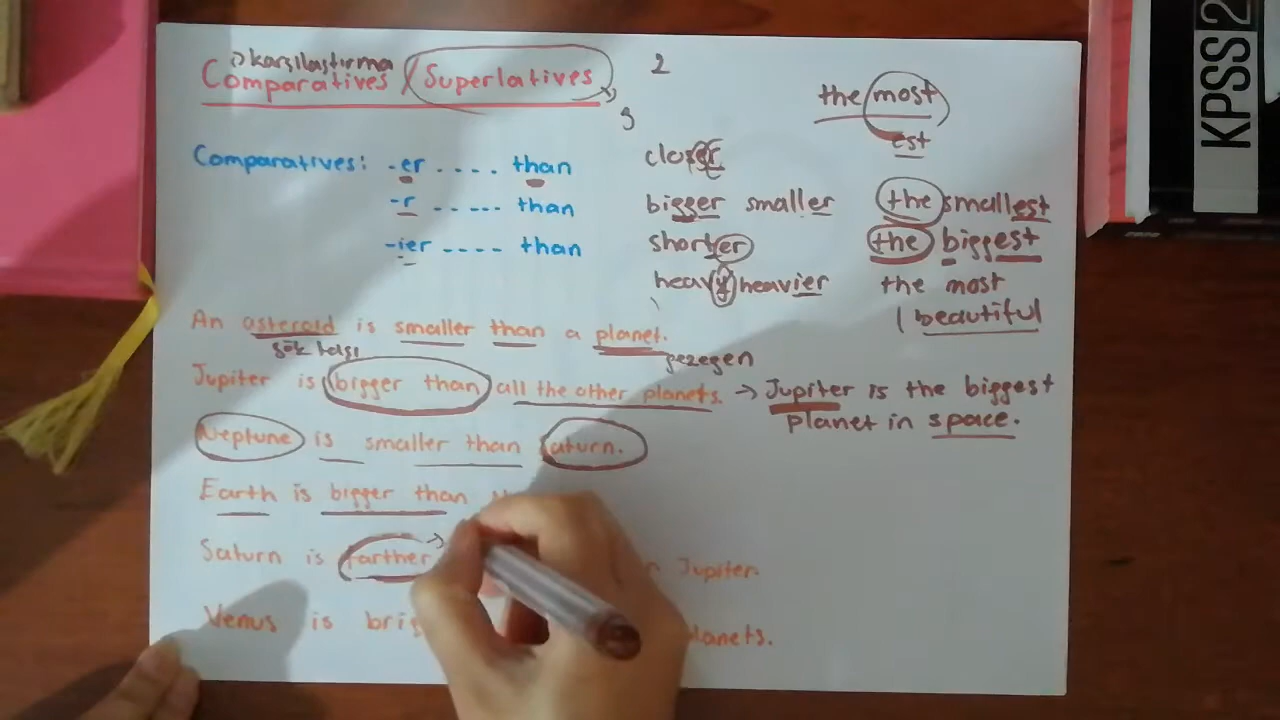 karşılaştırma
Comparatives / Superlatives
2
3
the most
est
Comparatives: -er .... than
-r ..... than
-ier .... than
closer
bigger smaller
shorter
heavy heavier
the smallest
the biggest
the most
beautiful
An asteroid is smaller than a planet.
gök taşı
gezegen
Jupiter is bigger than all the other planets. → Jupiter is the biggest
planet in space.
Neptune is smaller than Saturn.
Earth is bigger than
Saturn is farther Jupiter.
Venus is planets.
KPSS